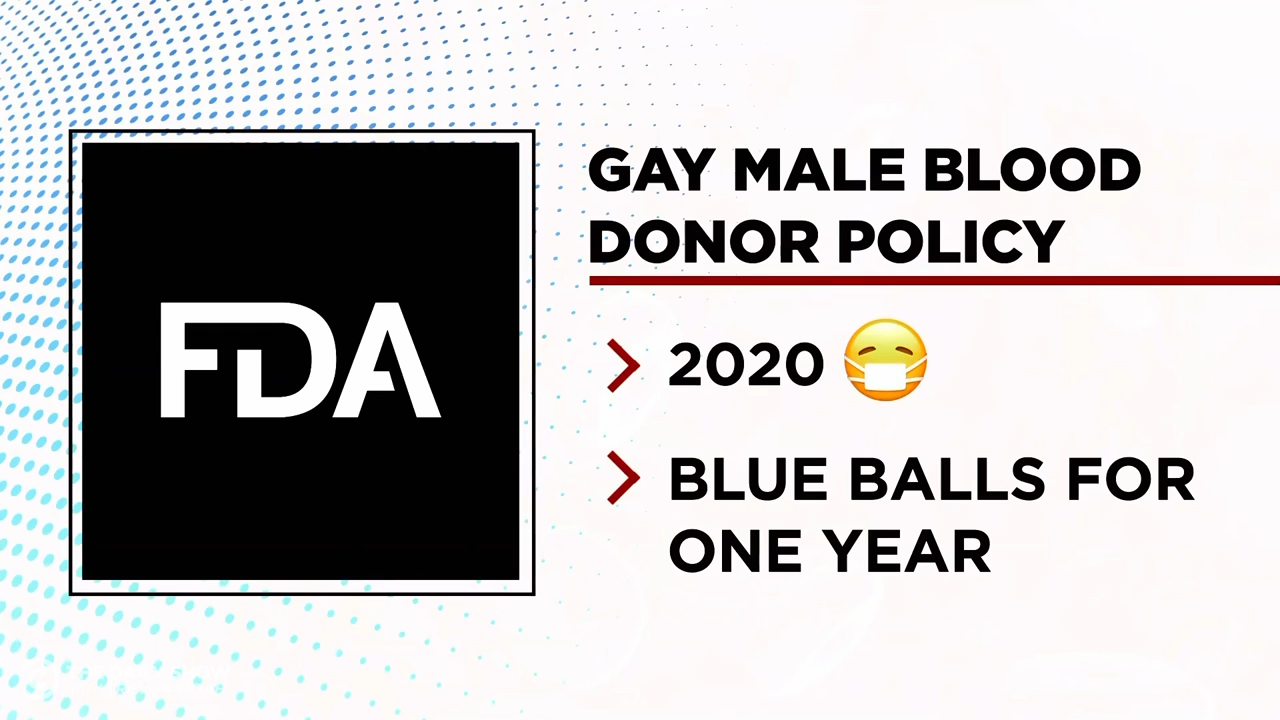 FDA
GAY MALE BLOOD
DONOR POLICY
2020 😷
BLUE BALLS FOR
ONE YEAR